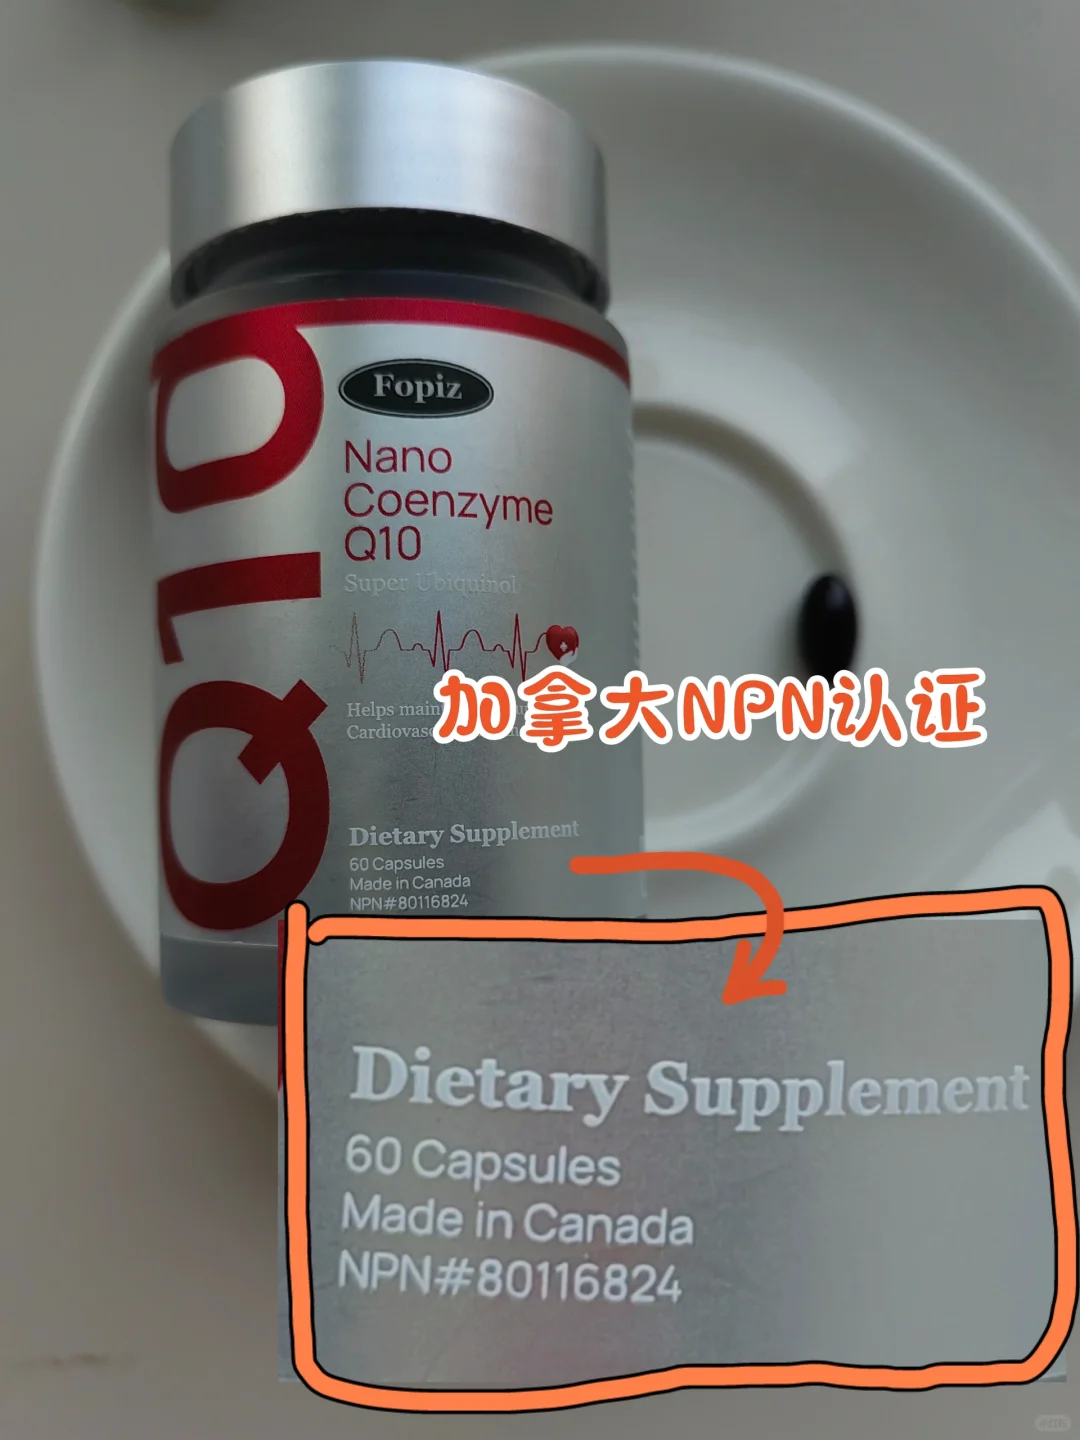 Q10
Fopiz
Nano
Coenzyme
Q10
Super Ubiquinol
Helps main
Dietary Supplement
60 Capsules
Made in Canada
NPN#80116824
加拿大NPN认证
Dietary Supplement
60 Capsules
Made in Canada
NPN#80116824